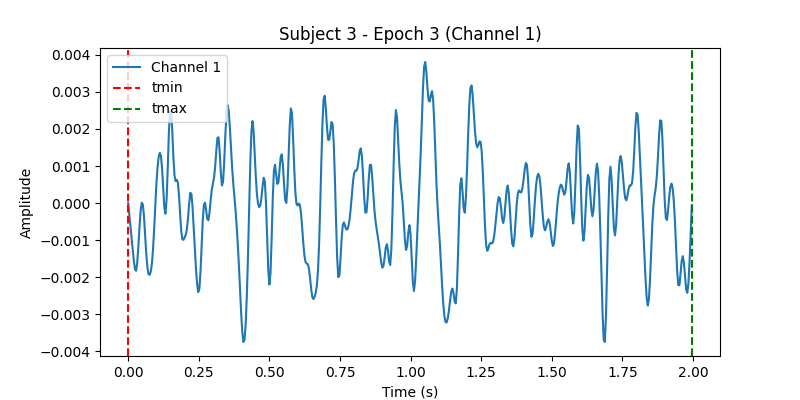 Subject 3 - Epoch 3 (Channel 1)
Channel 1
tmin
tmax
0.004
0.003
0.002
0.001
0.000
−0.001
−0.002
−0.003
−0.004
Amplitude
0.00 0.25 0.50 0.75 1.00 1.25 1.50 1.75 2.00
Time (s)